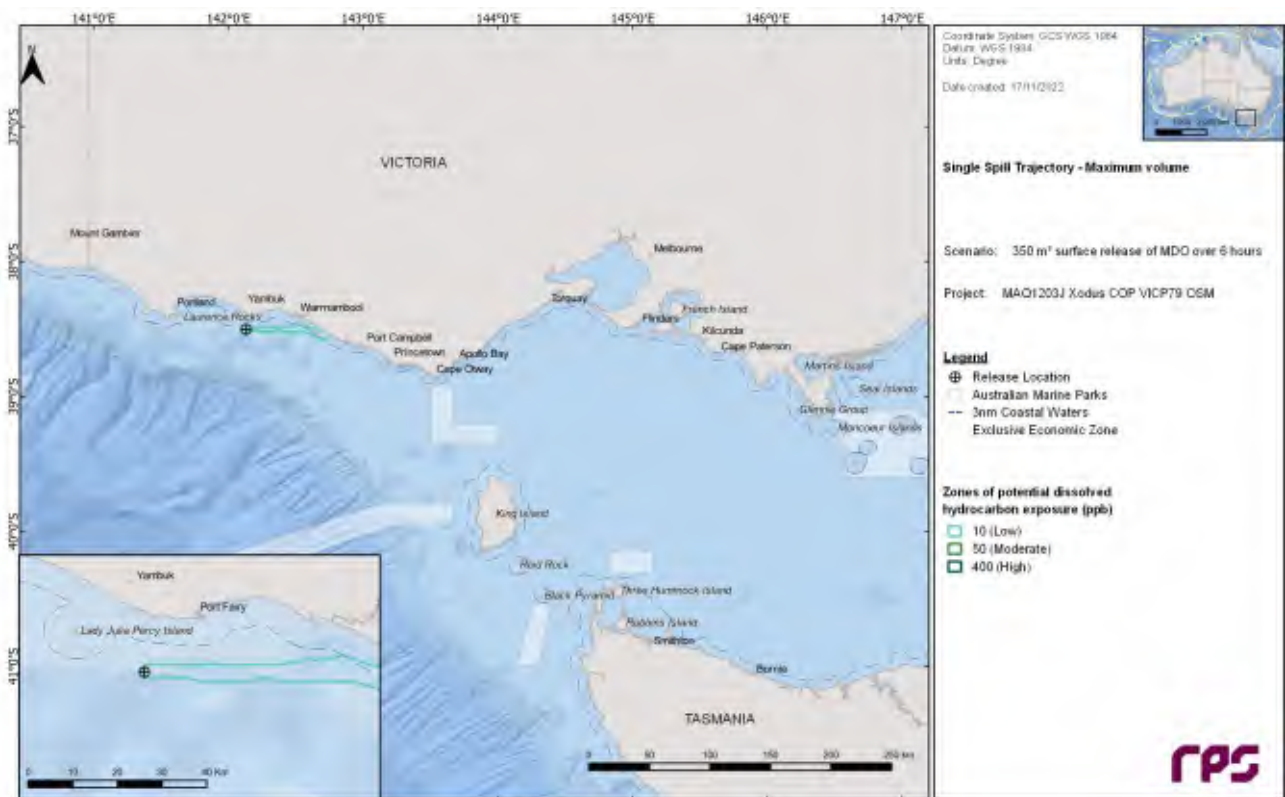 141°0'E 142°0'E 143°0'E 144°0'E 145°0'E 146°0'E 147°0'E
N
37°0'S
38°0'S
39°0'S
40°0'S
41°0'S
VICTORIA
Mount Gambier
Melbourne
Portland
Yambuk
Warrnambool
Laurence Rocks
Torquay
French Island
Flinders
Port Campbell
Kilcunda
Princetown
Apollo Bay
Cape Paterson
Cape Otway
Martins Island
Seal Islands
Glennie Group
Moncoeur Islands
King Island
Reid Rock
Black Pyramid
Three Hummock Island
Robbins Island
Smithton
Burnie
TASMANIA
0 50 100 150 200 250 km
Yambuk
Port Fairy
Lady Julia Percy Island
0 10 20 30 40 Km
Coordinate System: GCS WGS 1984
Datum: WGS 1984
Units: Degree
Date created: 17/11/2022
Single Spill Trajectory - Maximum volume
Scenario: 350 m³ surface release of MDO over 6 hours
Project: MAQ1203J Xodus COP VICP79 OSM
Legend
Release Location
Australian Marine Parks
3nm Coastal Waters
Exclusive Economic Zone
Zones of potential dissolved
hydrocarbon exposure (ppb)
10 (Low)
50 (Moderate)
400 (High)
rps